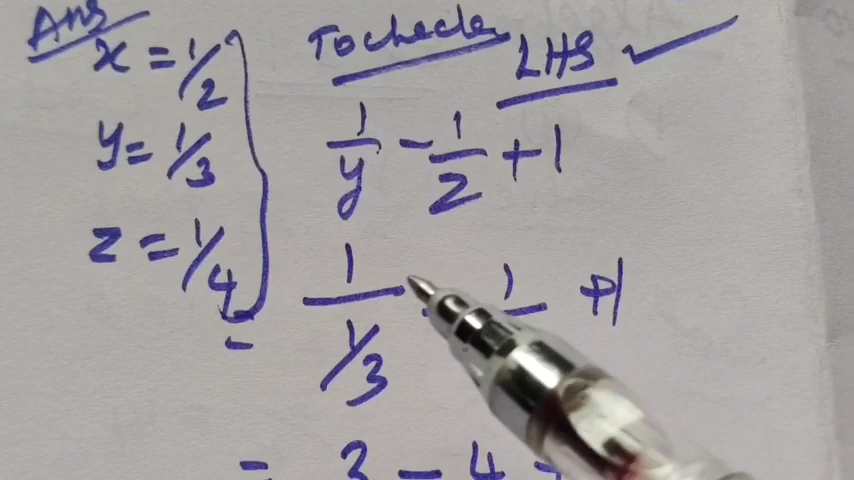 Ans
x = 1/2
y = 1/3
z = 1/4
To check
LHS ✓
1/y - 1/z + 1
= 1/(1/3) - 1/ +1
= 3 - 4 +